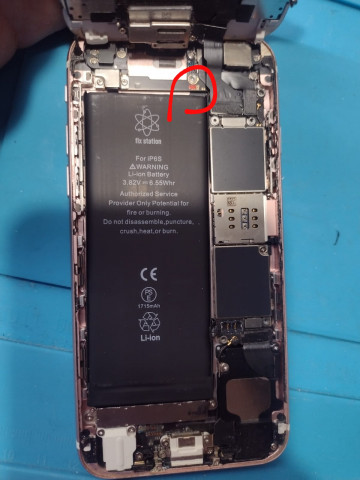 fix station
For iP6S
⚠WARNING
Li-ion Battery
3.82V⎓6.55Whr
Authorized Service
Provider Only Potential for
fire or burning.
Do not disassemble,puncture,
crush,heat,or burn.
CE
1715mAh
Li-ion